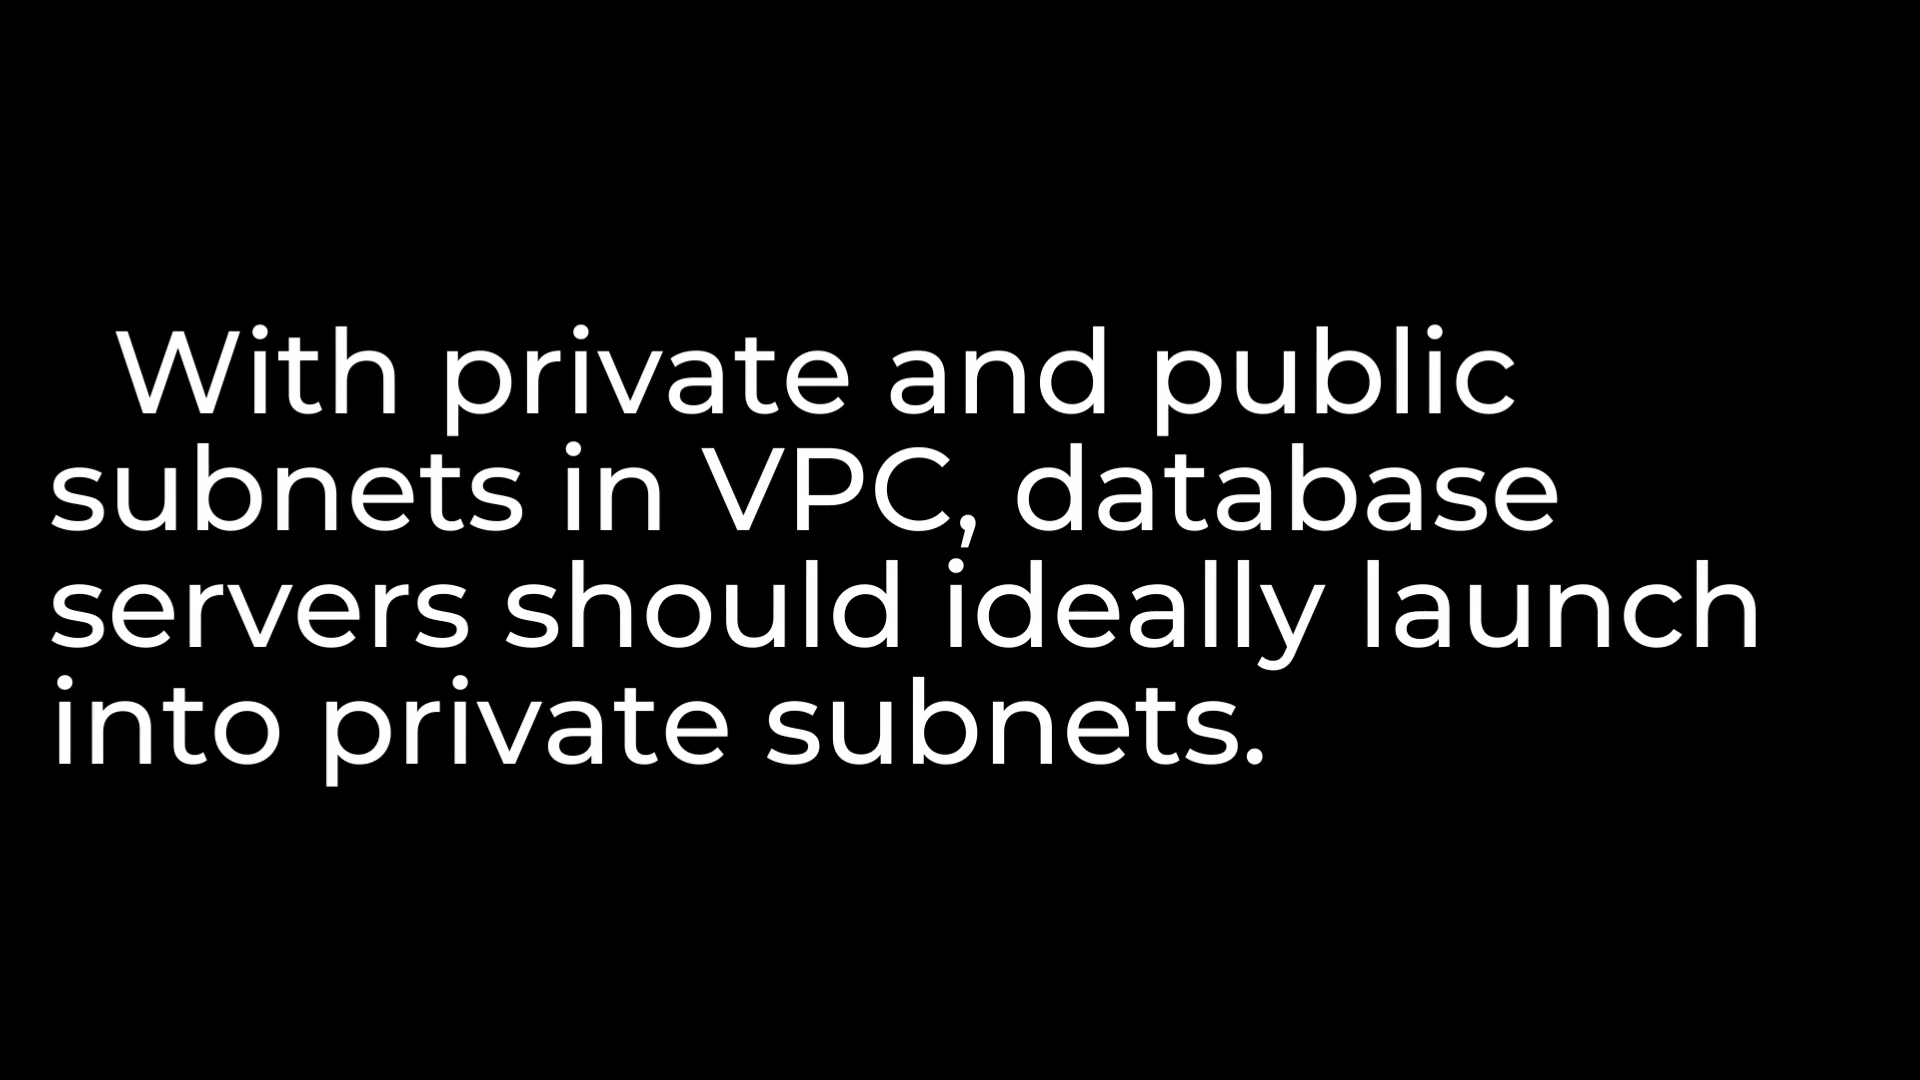 With private and public
subnets in VPC, database
servers should ideally launch
into private subnets.